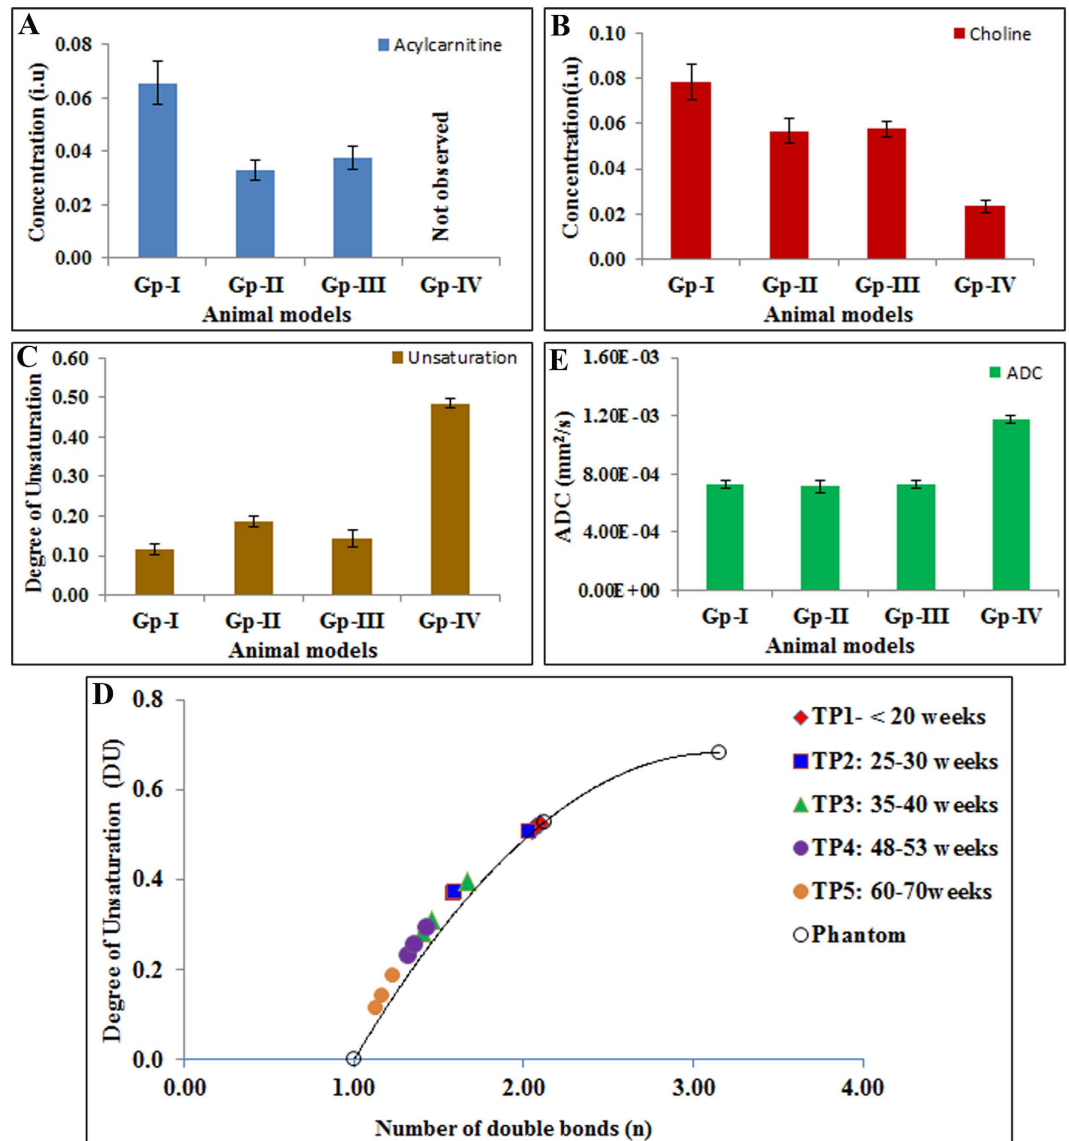 A
Acylcarnitine
Concentration (i.u)
0.08
0.06
0.04
0.02
0.00
Not observed
Gp-I Gp-II Gp-III Gp-IV
Animal models
B
Choline
Concentration(i.u)
0.10
0.08
0.06
0.04
0.02
0.00
Gp-I Gp-II Gp-III Gp-IV
Animal models
C
Unsaturation
Degree of Unsaturation
0.60
0.50
0.40
0.30
0.20
0.10
0.00
Gp-I Gp-II Gp-III Gp-IV
Animal models
E
ADC
ADC (mm²/s)
1.60E-03
1.20E-03
8.00E-04
4.00E-04
0.00E+00
Gp-I Gp-II Gp-III Gp-IV
Animal models
D
Degree of Unsaturation (DU)
0.8
0.6
0.4
0.2
0.0
TP1- < 20 weeks
TP2: 25-30 weeks
TP3: 35-40 weeks
TP4: 48-53 weeks
TP5: 60-70weeks
Phantom
0.00 1.00 2.00 3.00 4.00
Number of double bonds (n)